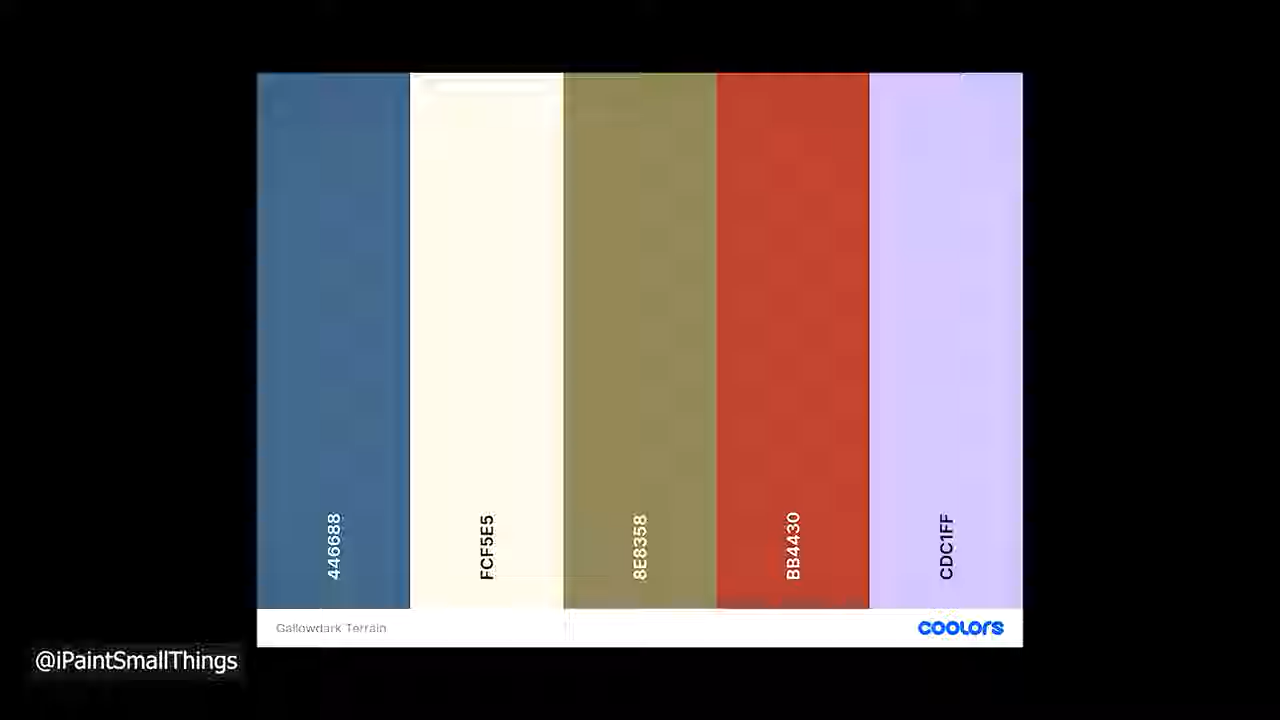 446688
FCF5E5
8E8358
BB4430
CDC1FF
Gallowdark Terrain
coolors
@iPaintSmallThings